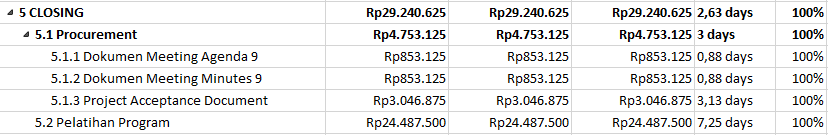 5 CLOSING Rp29.240.625 Rp29.240.625 Rp29.240.625 2,63 days 100%
5.1 Procurement Rp4.753.125 Rp4.753.125 Rp4.753.125 3 days 100%
5.1.1 Dokumen Meeting Agenda 9 Rp853.125 Rp853.125 Rp853.125 0,88 days 100%
5.1.2 Dokumen Meeting Minutes 9 Rp853.125 Rp853.125 Rp853.125 0,88 days 100%
5.1.3 Project Acceptance Document Rp3.046.875 Rp3.046.875 Rp3.046.875 3,13 days 100%
5.2 Pelatihan Program Rp24.487.500 Rp24.487.500 Rp24.487.500 7,25 days 100%